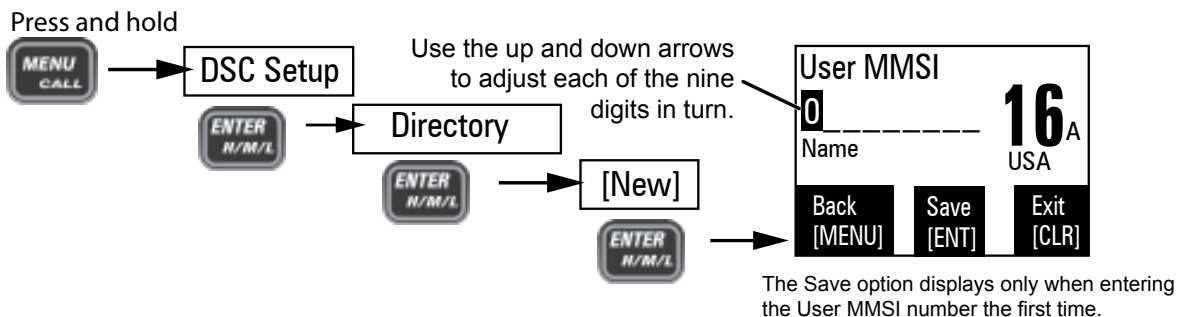 Press and hold
MENU
CALL
DSC Setup
ENTER
H/M/L
Directory
ENTER
H/M/L
[New]
ENTER
H/M/L
Use the up and down arrows
to adjust each of the nine
digits in turn.
User MMSI
0________
Name
16A
USA
Back
[MENU]
Save
[ENT]
Exit
[CLR]
The Save option displays only when entering
the User MMSI number the first time.